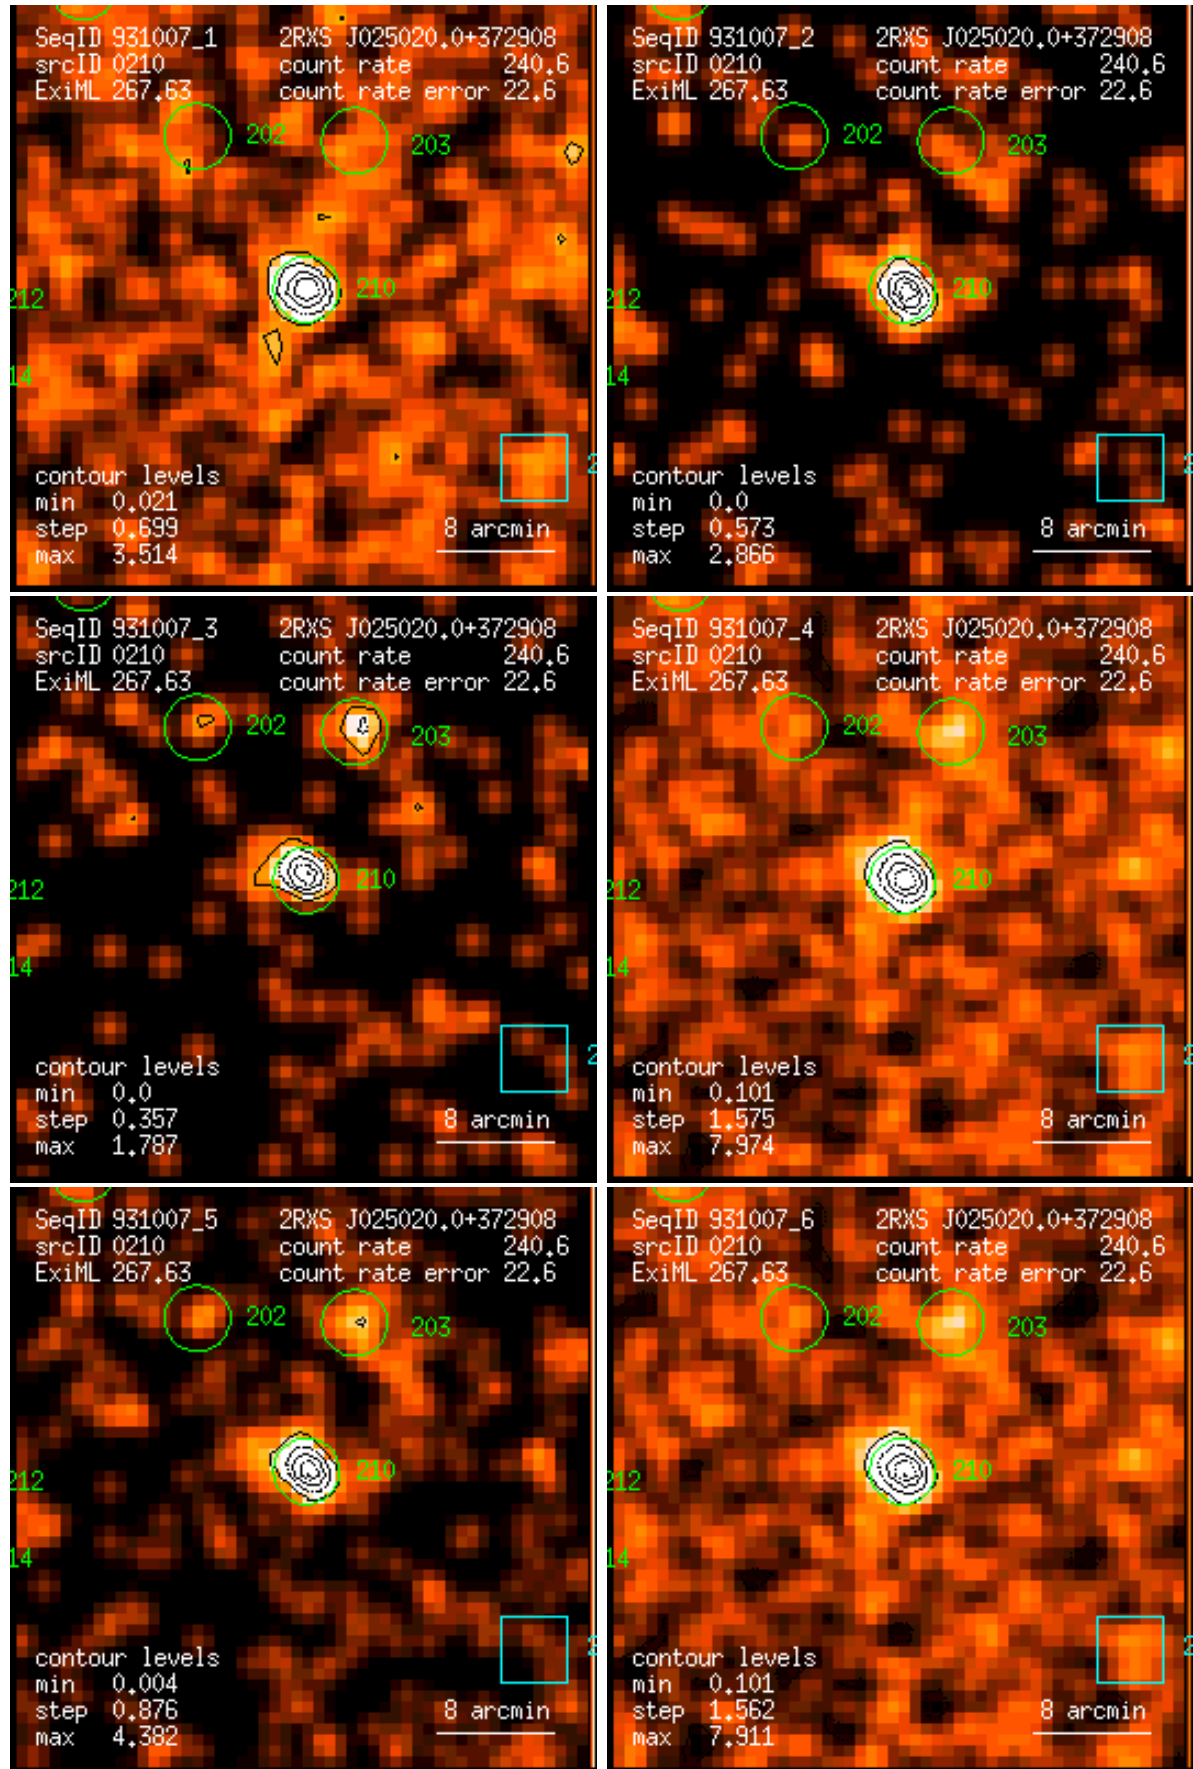 SeqID 931007_1 2RXS J025020.0+372908
srcID 0210 count rate 240.6
ExiML 267.63 count rate error 22.6
202
203
210
212
14
2
contour levels
min 0.021
step 0.699 8 arcmin
max 3.514
SeqID 931007_2 2RXS J025020.0+372908
srcID 0210 count rate 240.6
ExiML 267.63 count rate error 22.6
202
203
210
212
14
2
contour levels
min 0.0
step 0.573 8 arcmin
max 2.866
SeqID 931007_3 2RXS J025020.0+372908
srcID 0210 count rate 240.6
ExiML 267.63 count rate error 22.6
202
203
210
212
14
2
contour levels
min 0.0
step 0.357 8 arcmin
max 1.787
SeqID 931007_4 2RXS J025020.0+372908
srcID 0210 count rate 240.6
ExiML 267.63 count rate error 22.6
202
203
210
212
14
2
contour levels
min 0.101
step 1.575 8 arcmin
max 7.974
SeqID 931007_5 2RXS J025020.0+372908
srcID 0210 count rate 240.6
ExiML 267.63 count rate error 22.6
202
203
210
212
14
2
contour levels
min 0.004
step 0.876 8 arcmin
max 4.382
SeqID 931007_6 2RXS J025020.0+372908
srcID 0210 count rate 240.6
ExiML 267.63 count rate error 22.6
202
203
210
212
14
2
contour levels
min 0.101
step 1.562 8 arcmin
max 7.911